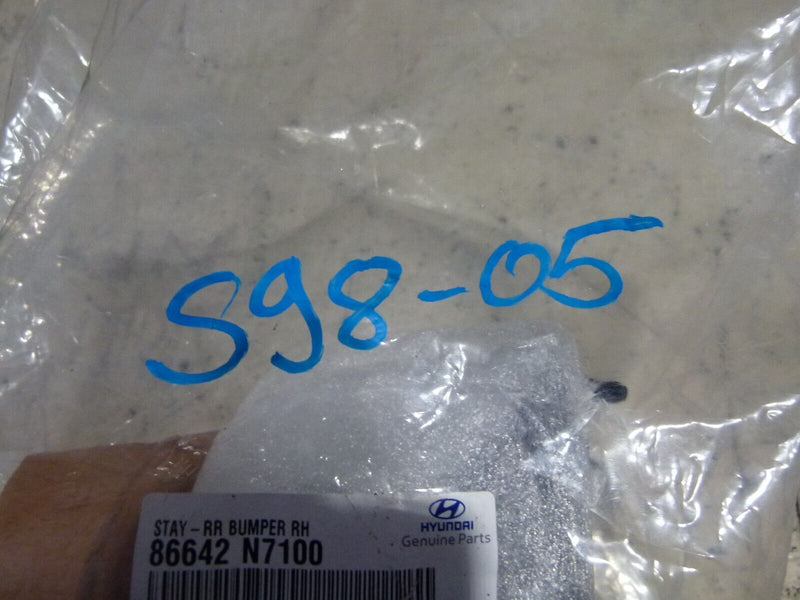 S98-05
STAY-RR BUMPER RH
86642 N7100
HYUNDAI
Genuine Parts